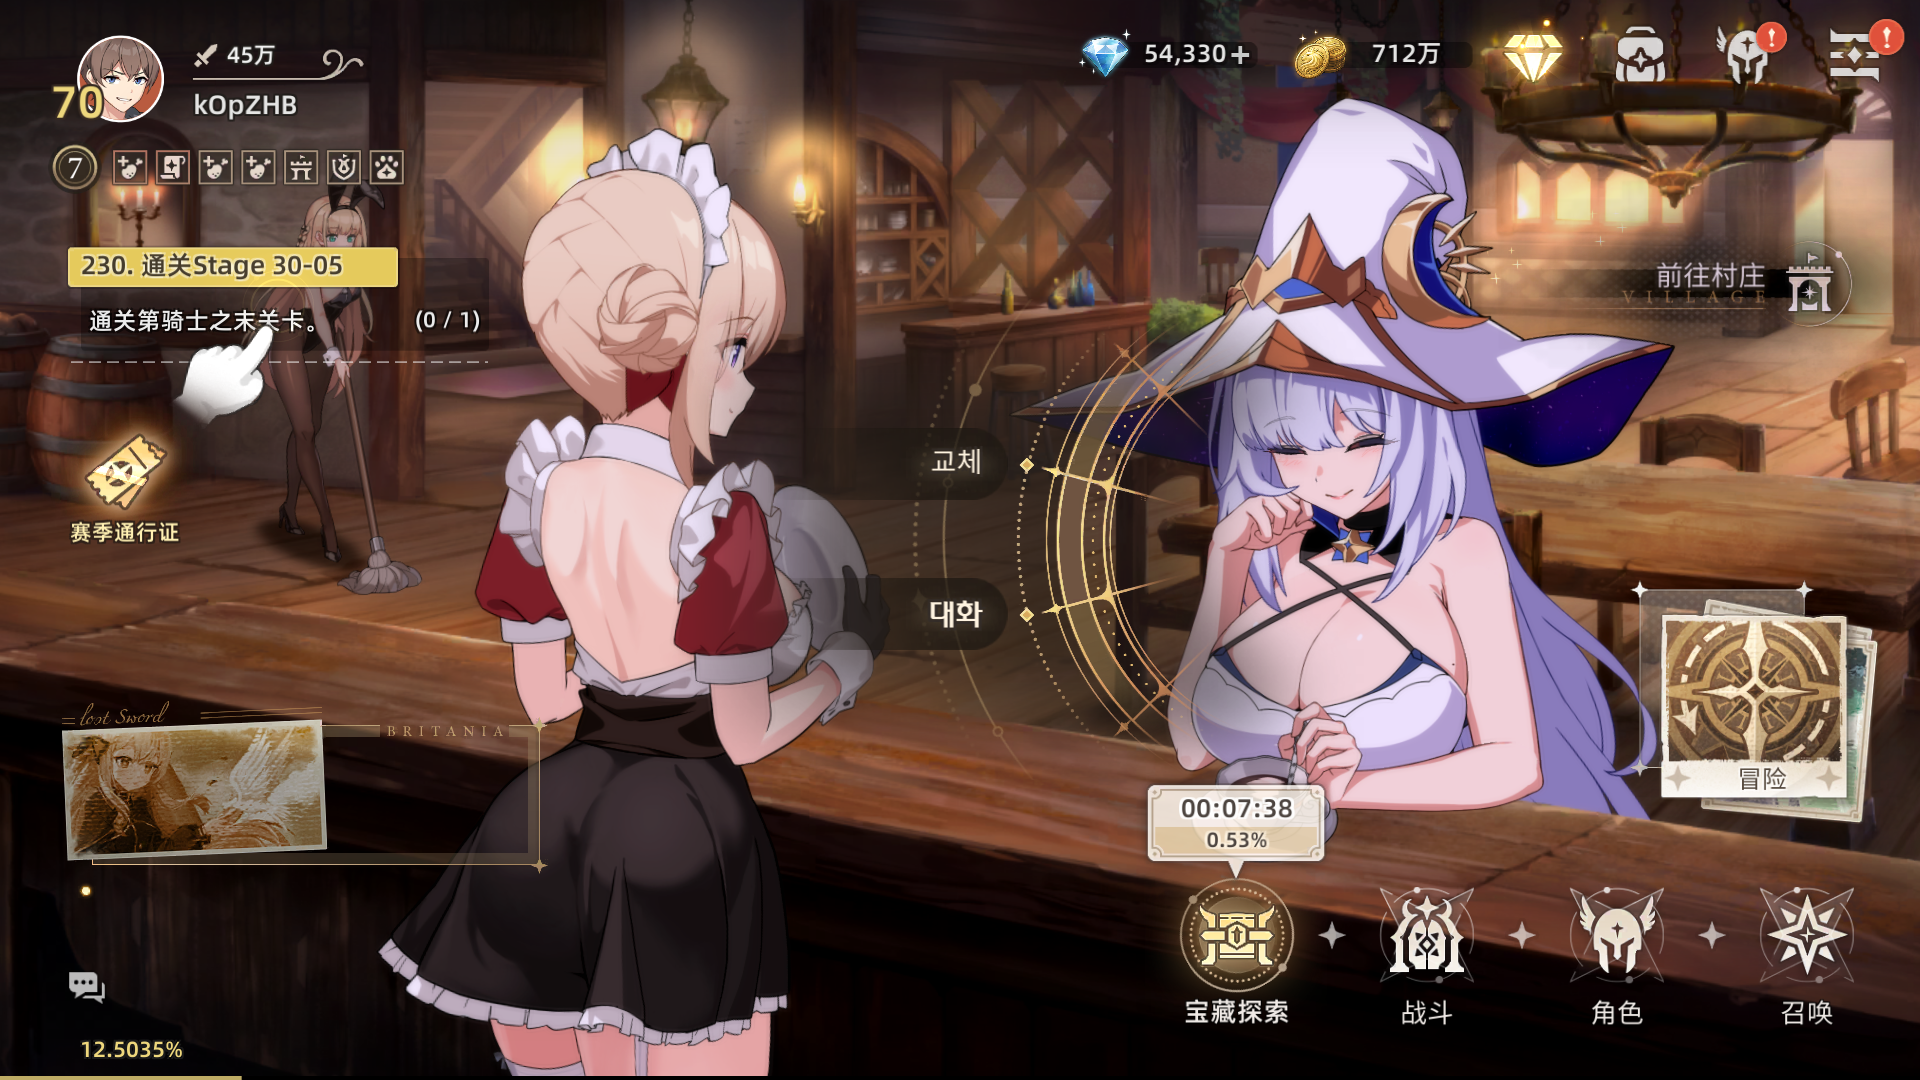 45万
70
kOpZHB
54,330+
712万
7
230. 通关Stage 30-05
通关第骑士之末关卡。
(0 / 1)
前往村庄
VILLAGE
赛季通行证
교체
대화
lost Sword
BRITANIA
冒险
00:07:38
0.53%
宝藏探索
战斗
角色
召唤
12.5035%